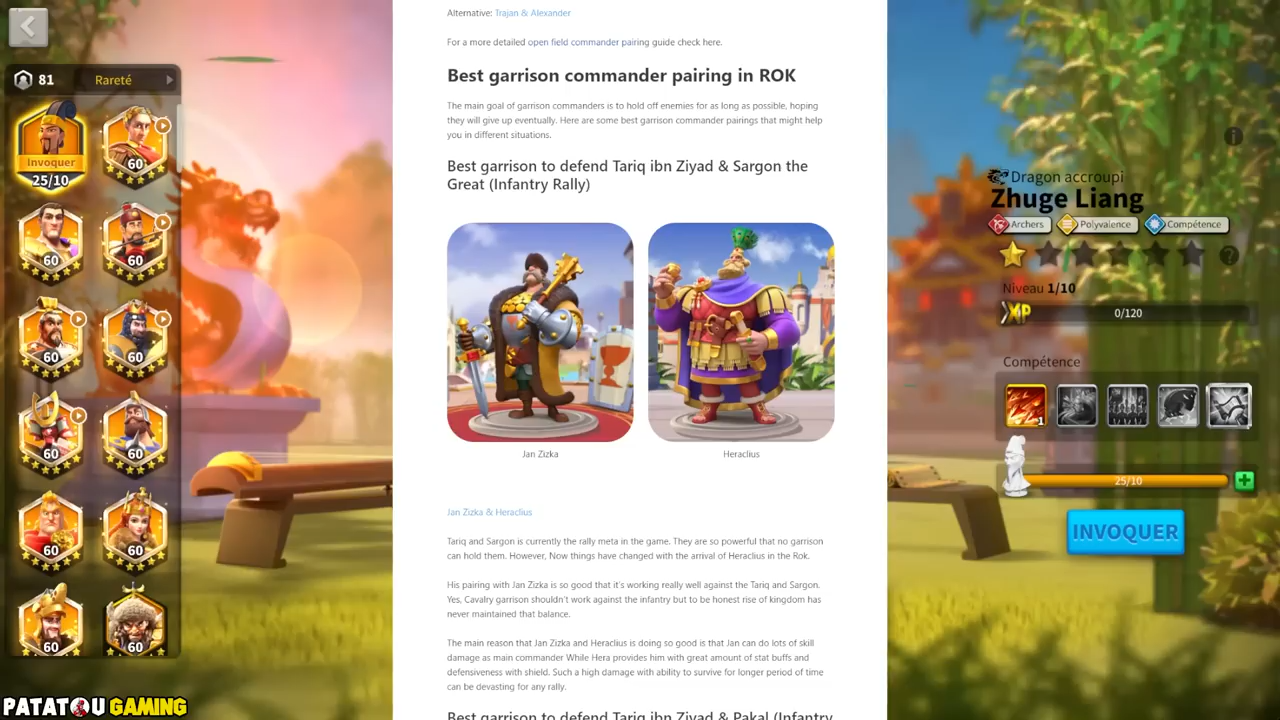 81 Rareté
Invoquer
25/10
60
60
60
60
60
60
60
60
60
60
60
PATATOU GAMING
Alternative: Trajan & Alexander
For a more detailed open field commander pairing guide check here.
Best garrison commander pairing in ROK
The main goal of garrison commanders is to hold off enemies for as long as possible, hoping
they will give up eventually. Here are some best garrison commander pairings that might help
you in different situations.
Best garrison to defend Tariq ibn Ziyad & Sargon the
Great (Infantry Rally)
Jan Zizka
Heraclius
Jan Zizka & Heraclius
Tariq and Sargon is currently the rally meta in the game. They are so powerful that no garrison
can hold them. However, Now things have changed with the arrival of Heraclius in the Rok.
His pairing with Jan Zizka is so good that it's working really well against the Tariq and Sargon.
Yes, Cavalry garrison shouldn't work against the infantry but to be honest rise of kingdom has
never maintained that balance.
The main reason that Jan Zizka and Heraclius is doing so good is that Jan can do lots of skill
damage as main commander While Hera provides him with great amount of stat buffs and
defensiveness with shield. Such a high damage with ability to survive for longer period of time
can be devasting for any rally.
Best garrison to defend Tariq ibn Ziyad & Pakal (Infantry
Dragon accroupi
Zhuge Liang
Archers Polyvalence Compétence
?
Niveau 1/10
XP 0/120
Compétence
1
25/10
INVOQUER